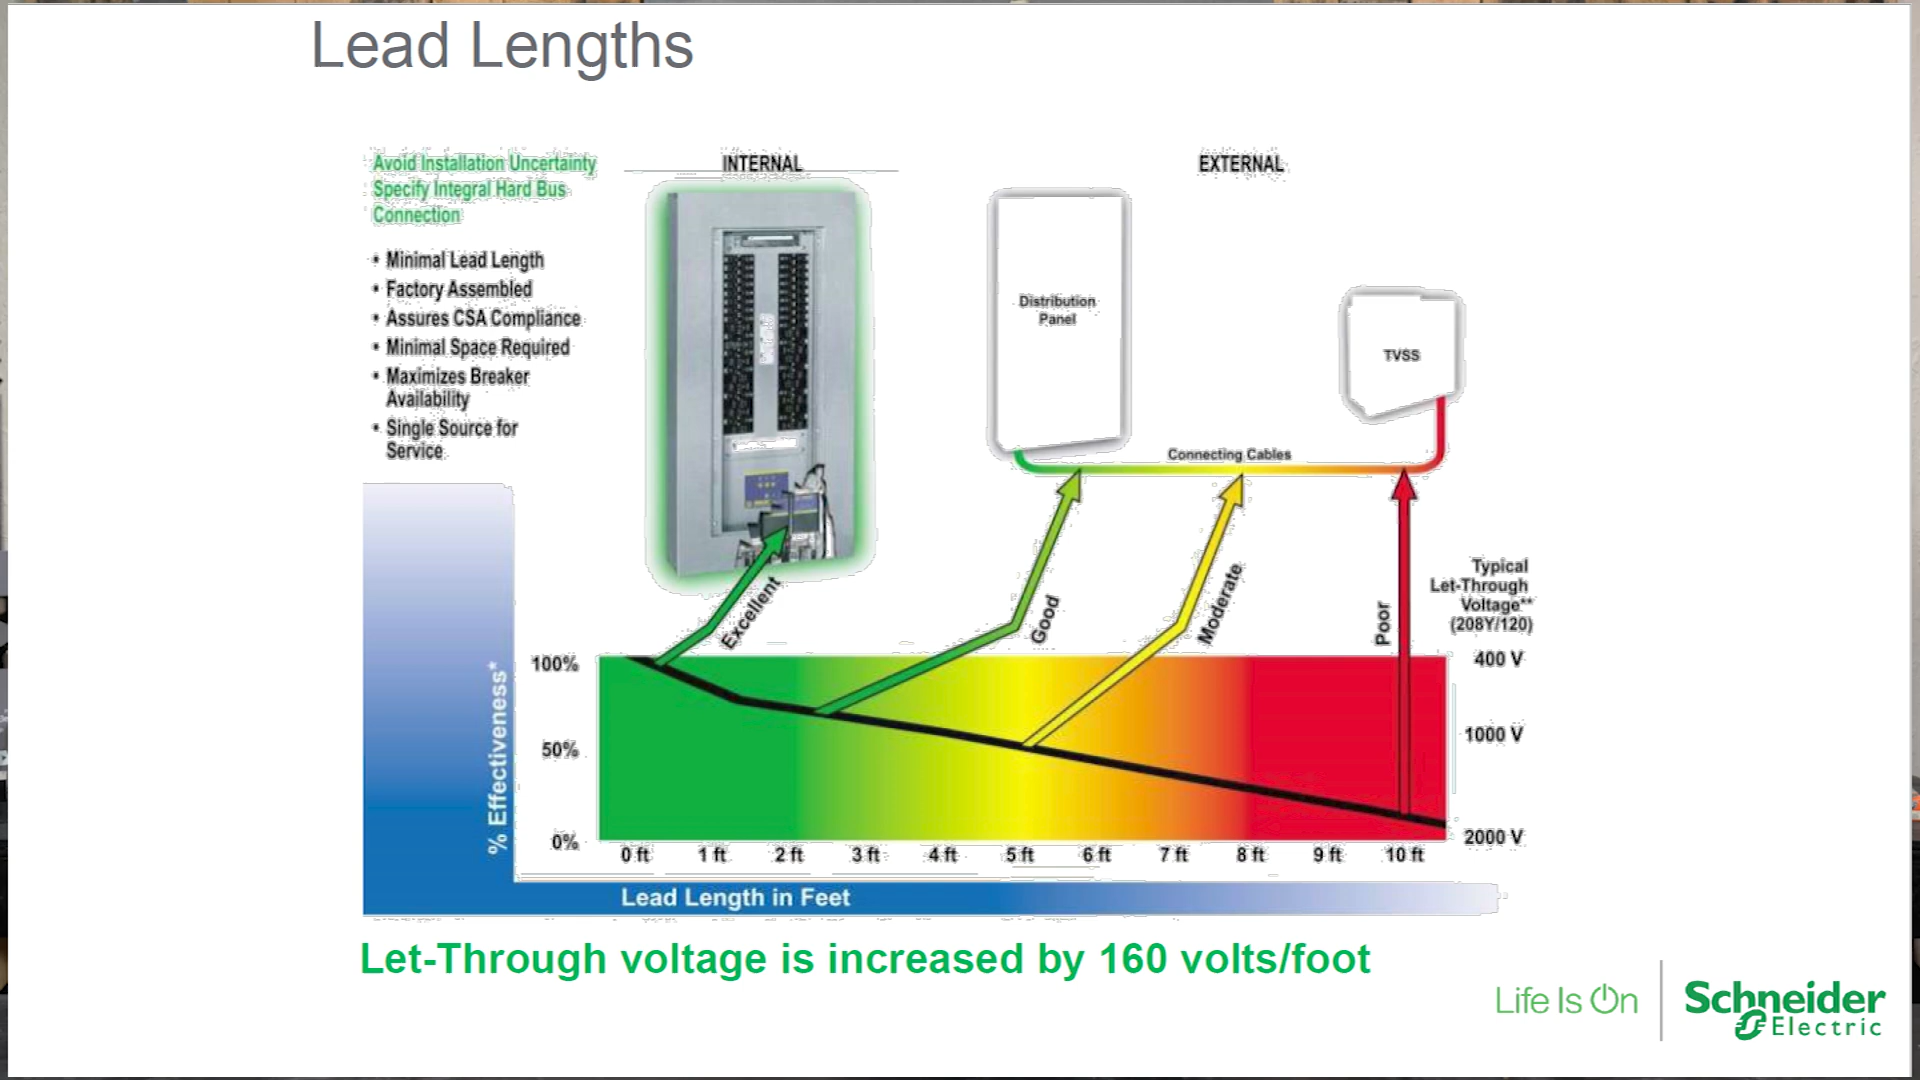 Lead Lengths
Avoid Installation Uncertainty
Specify Integral Hard Bus
Connection
• Minimal Lead Length
• Factory Assembled
• Assures CSA Compliance
• Minimal Space Required
• Maximizes Breaker
Availability
• Single Source for
Service
INTERNAL
EXTERNAL
Distribution
Panel
TVSS
Connecting Cables
Excellent
Good
Moderate
Poor
Typical
Let-Through
Voltage**
(208Y/120)
% Effectiveness*
100%
50%
0%
400 V
1000 V
2000 V
0 ft 1 ft 2 ft 3 ft 4 ft 5 ft 6 ft 7 ft 8 ft 9 ft 10 ft
Lead Length in Feet
Let-Through voltage is increased by 160 volts/foot
Life Is On
Schneider
Electric